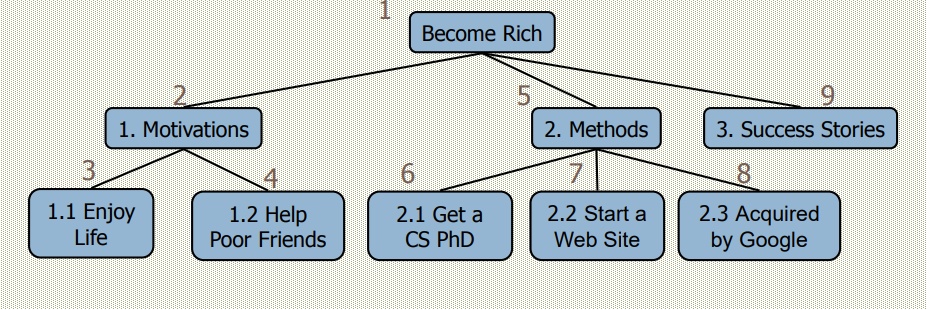 1
Become Rich
2
5
9
1. Motivations
2. Methods
3. Success Stories
3
4
6
7
8
1.1 Enjoy
Life
1.2 Help
Poor Friends
2.1 Get a
CS PhD
2.2 Start a
Web Site
2.3 Acquired
by Google